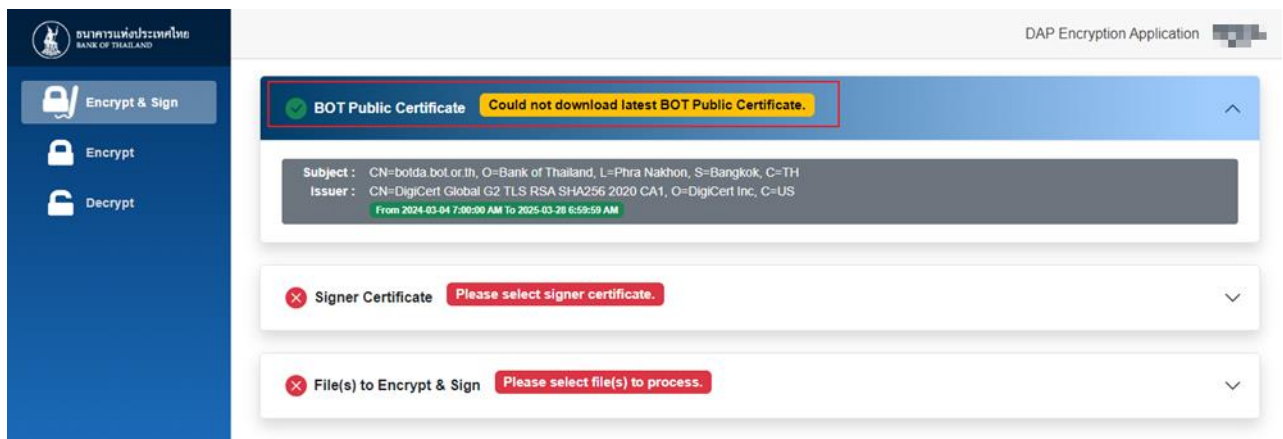 ธนาคารแห่งประเทศไทย
BANK OF THAILAND
DAP Encryption Application
Encrypt & Sign
Encrypt
Decrypt
BOT Public Certificate Could not download latest BOT Public Certificate.
Subject : CN=botda.bot.or.th, O=Bank of Thailand, L=Phra Nakhon, S=Bangkok, C=TH
Issuer : CN=DigiCert Global G2 TLS RSA SHA256 2020 CA1, O=DigiCert Inc, C=US
From 2024-03-04 7:00:00 AM To 2025-03-28 6:59:59 AM
Signer Certificate Please select signer certificate.
File(s) to Encrypt & Sign Please select file(s) to process.